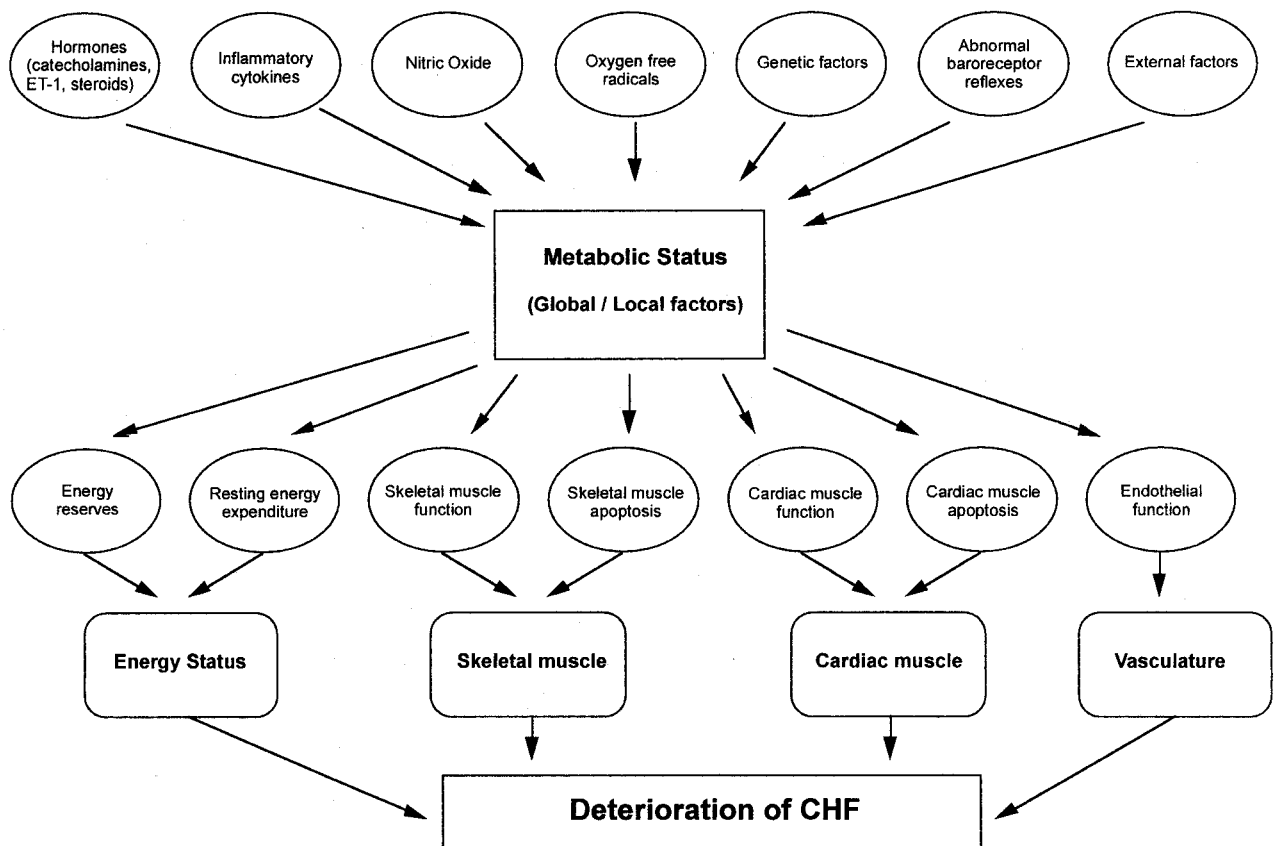 Hormones
(catecholamines,
ET-1, steroids)
Inflammatory
cytokines
Nitric Oxide
Oxygen free
radicals
Genetic factors
Abnormal
baroreceptor
reflexes
External factors
Metabolic Status
(Global / Local factors)
Energy
reserves
Resting energy
expenditure
Skeletal muscle
function
Skeletal muscle
apoptosis
Cardiac muscle
function
Cardiac muscle
apoptosis
Endothelial
function
Energy Status
Skeletal muscle
Cardiac muscle
Vasculature
Deterioration of CHF